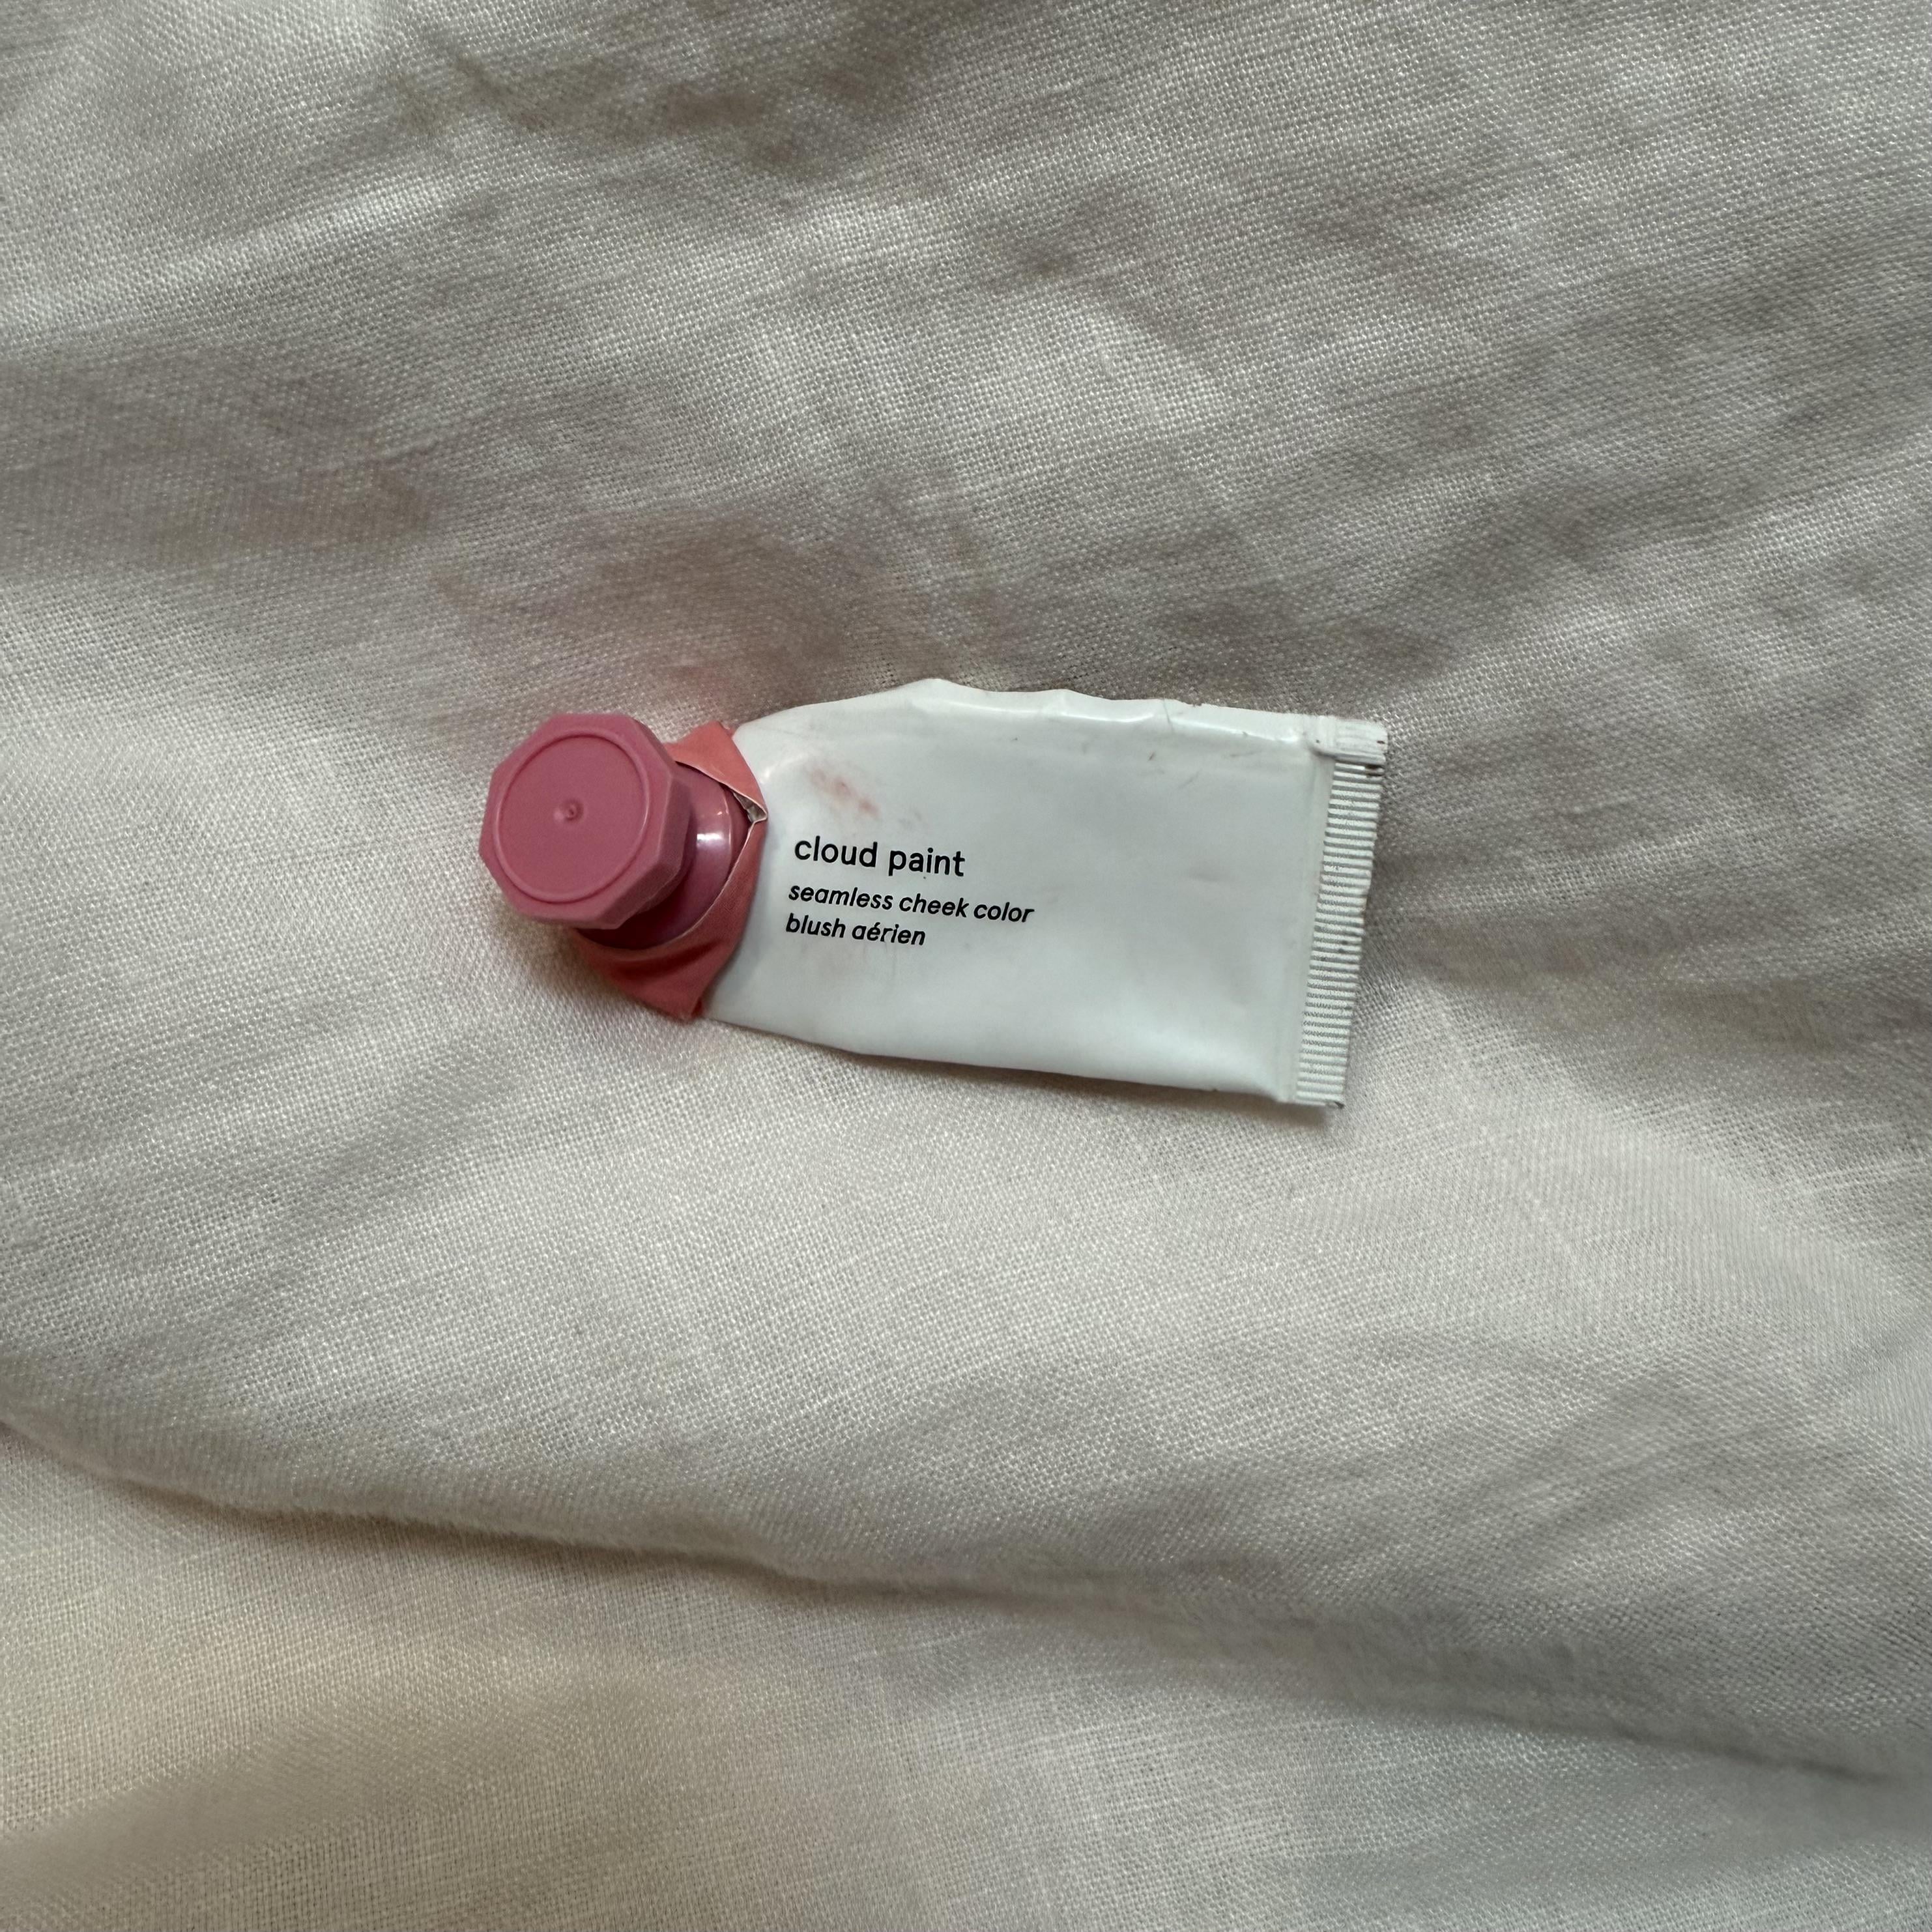 cloud paint
seamless cheek color
blush aérien